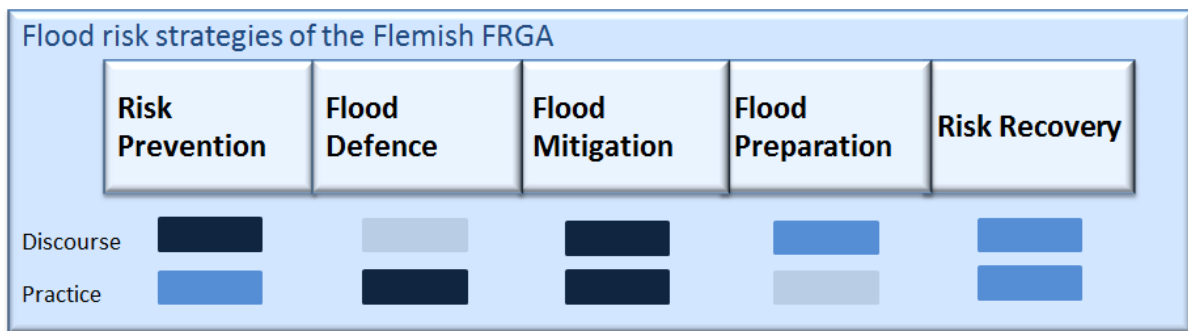 Flood risk strategies of the Flemish FRGA
Risk
Prevention
Flood
Defence
Flood
Mitigation
Flood
Preparation
Risk Recovery
Discourse
Practice